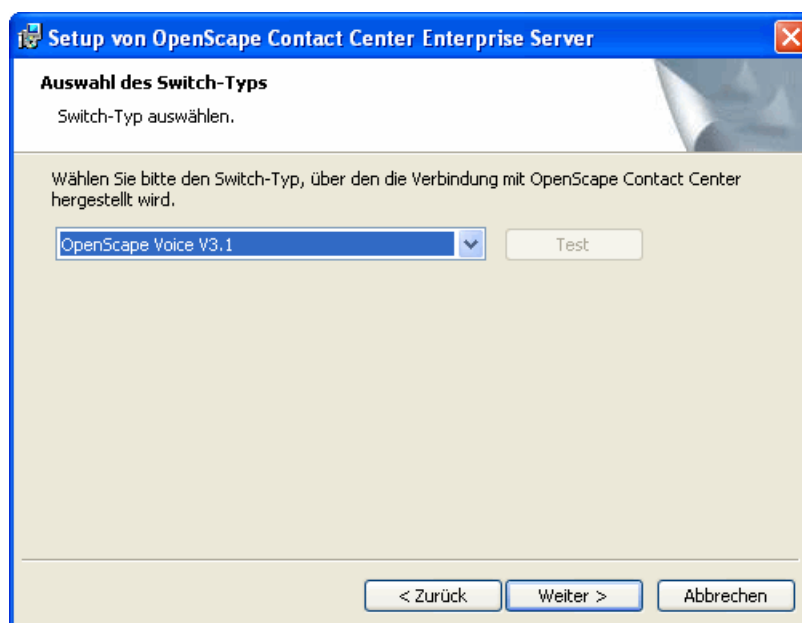 Setup von OpenScape Contact Center Enterprise Server
Auswahl des Switch-Typs
Switch-Typ auswählen.
Wählen Sie bitte den Switch-Typ, über den die Verbindung mit OpenScape Contact Center
hergestellt wird.
OpenScape Voice V3.1
Test
< Zurück
Weiter >
Abbrechen